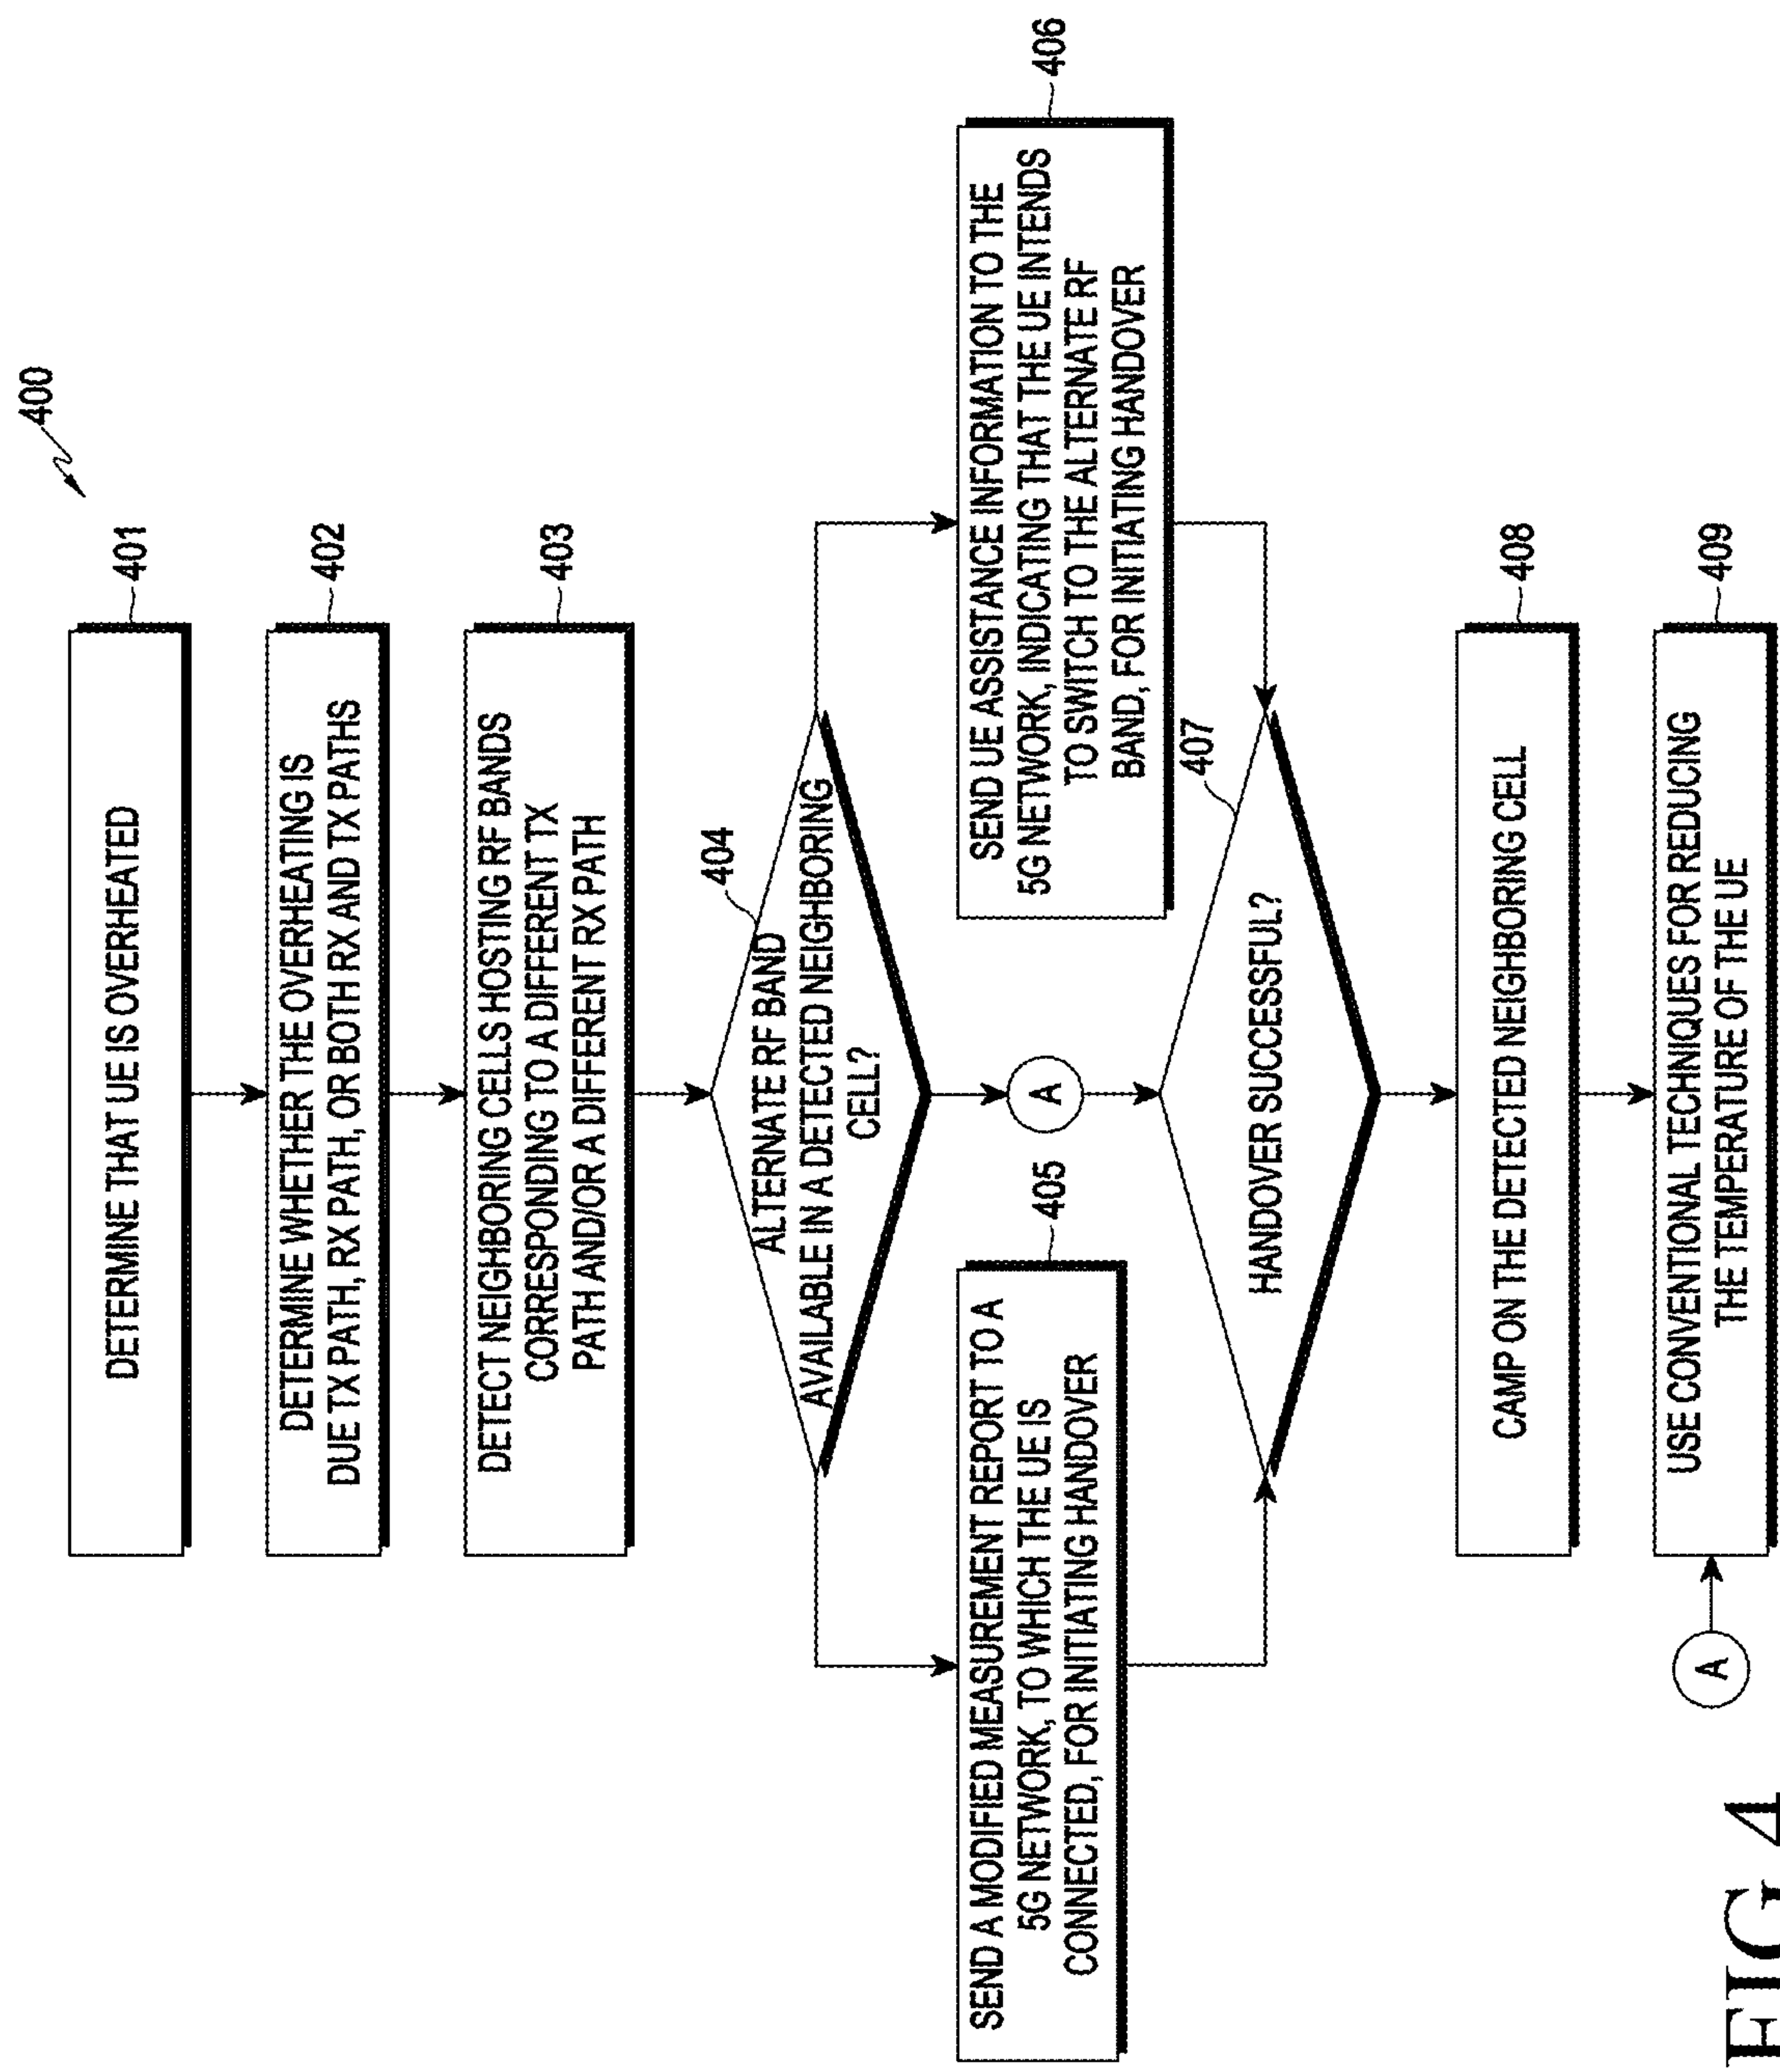 400
DETERMINE THAT UE IS OVERHEATED
401
DETERMINE WHETHER THE OVERHEATING IS
DUE TX PATH, RX PATH, OR BOTH RX AND TX PATHS
402
DETECT NEIGHBORING CELLS HOSTING RF BANDS
CORRESPONDING TO A DIFFERENT TX
PATH AND/OR A DIFFERENT RX PATH
403
404
ALTERNATE RF BAND
AVAILABLE IN A DETECTED NEIGHBORING
CELL?
SEND A MODIFIED MEASUREMENT REPORT TO A
5G NETWORK, TO WHICH THE UE IS
CONNECTED, FOR INITIATING HANDOVER
405
A
SEND UE ASSISTANCE INFORMATION TO THE
5G NETWORK, INDICATING THAT THE UE INTENDS
TO SWITCH TO THE ALTERNATE RF
BAND, FOR INITIATING HANDOVER
406
407
HANDOVER SUCCESSFUL?
CAMP ON THE DETECTED NEIGHBORING CELL
408
A
USE CONVENTIONAL TECHNIQUES FOR REDUCING
THE TEMPERATURE OF THE UE
409
FIG.4